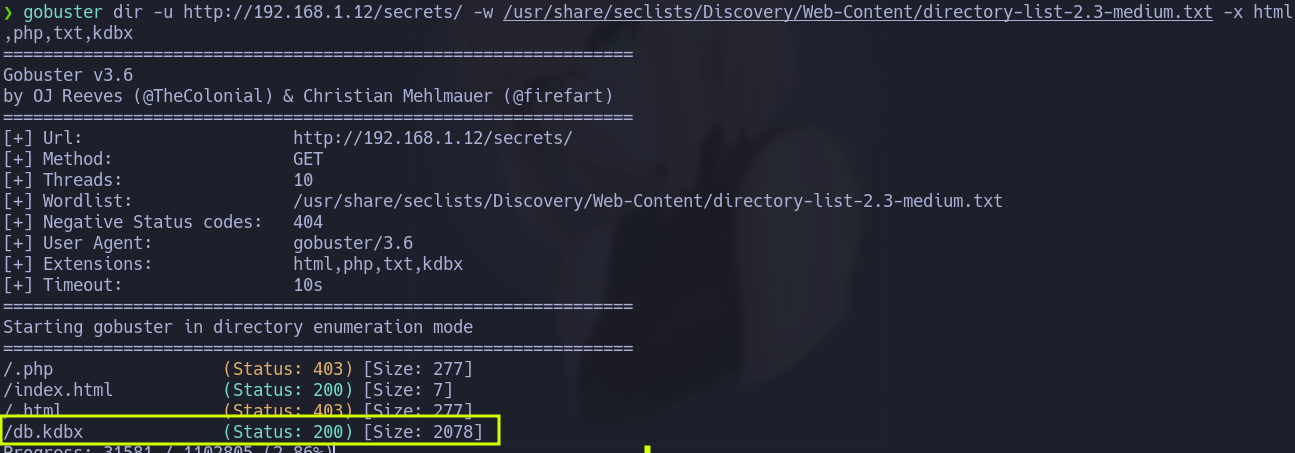 ❯ gobuster dir -u http://192.168.1.12/secrets/ -w /usr/share/seclists/Discovery/Web-Content/directory-list-2.3-medium.txt -x html
,php,txt,kdbx
===============================================================
Gobuster v3.6
by OJ Reeves (@TheColonial) & Christian Mehlmauer (@firefart)
===============================================================
[+] Url:                     http://192.168.1.12/secrets/
[+] Method:                  GET
[+] Threads:                 10
[+] Wordlist:                /usr/share/seclists/Discovery/Web-Content/directory-list-2.3-medium.txt
[+] Negative Status codes:   404
[+] User Agent:              gobuster/3.6
[+] Extensions:              html,php,txt,kdbx
[+] Timeout:                 10s
===============================================================
Starting gobuster in directory enumeration mode
===============================================================
/.php                 (Status: 403) [Size: 277]
/index.html           (Status: 200) [Size: 7]
/.html                (Status: 403) [Size: 277]
/db.kdbx              (Status: 200) [Size: 2078]
Progress: 31581 / 1102805 (2.86%)